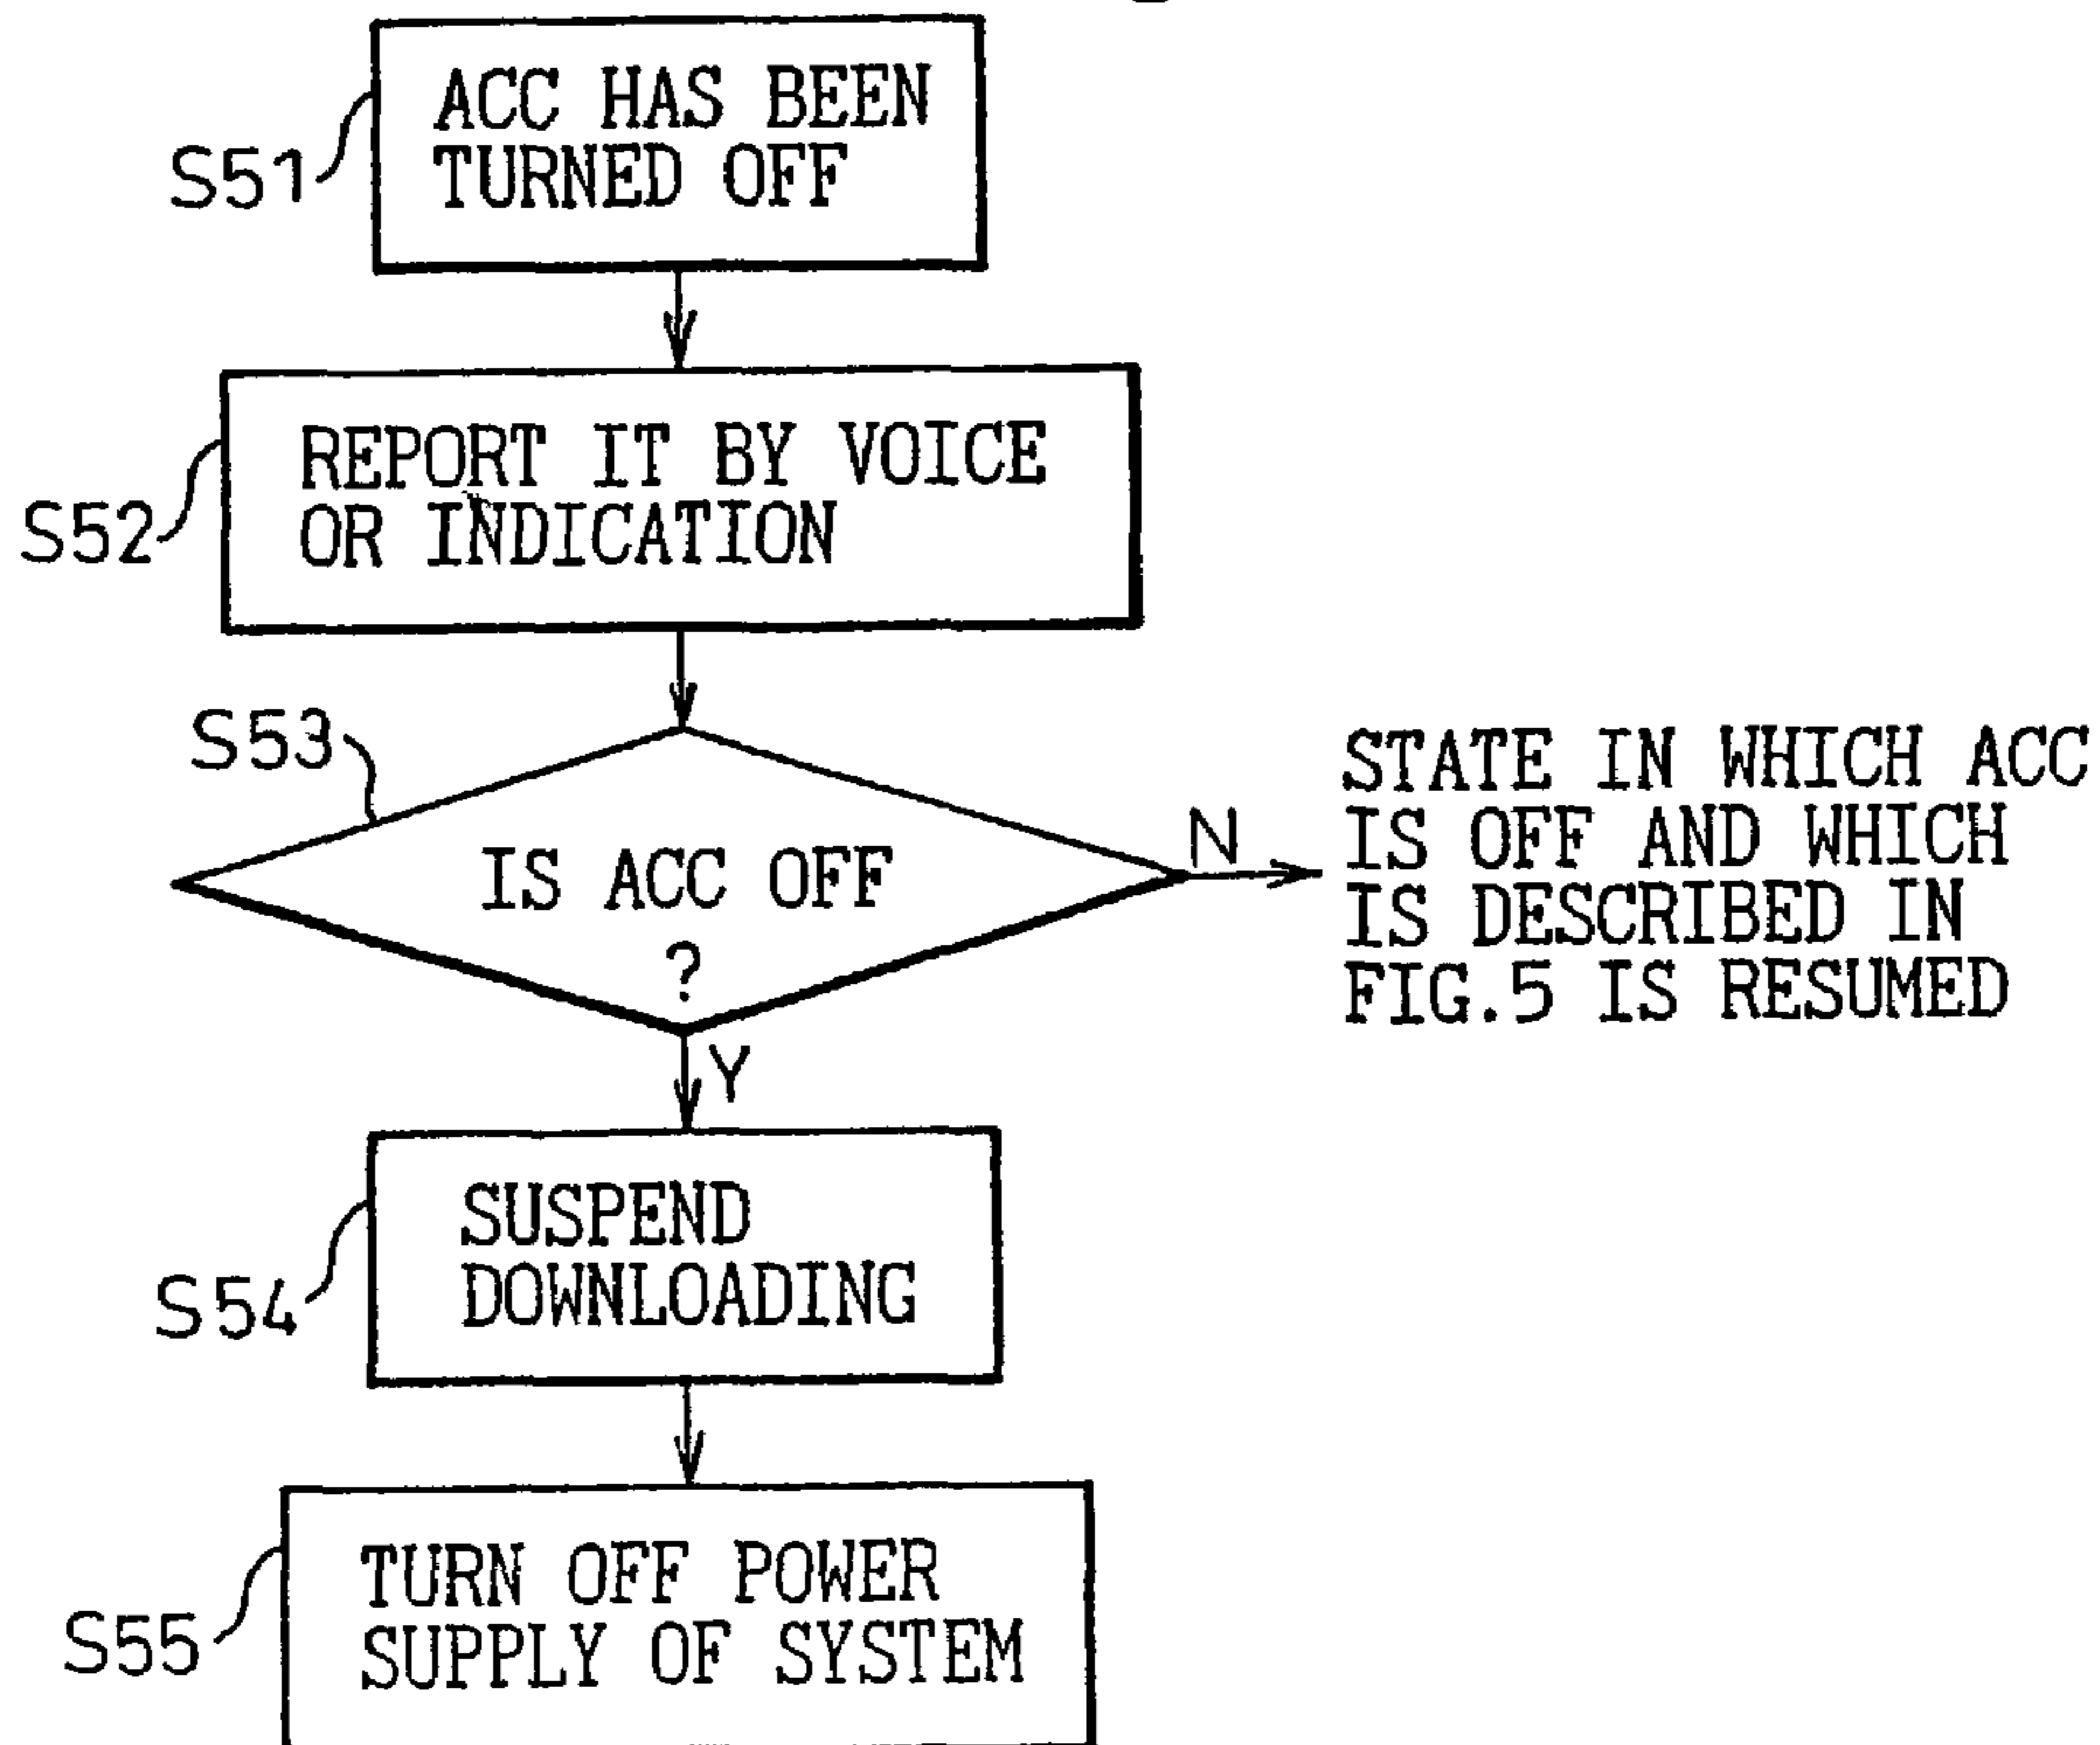 S51
ACC HAS BEEN
TURNED OFF
S52
REPORT IT BY VOICE
OR INDICATION
S53
IS ACC OFF
?
N
STATE IN WHICH ACC
IS OFF AND WHICH
IS DESCRIBED IN
FIG.5 IS RESUMED
Y
S54
SUSPEND
DOWNLOADING
S55
TURN OFF POWER
SUPPLY OF SYSTEM